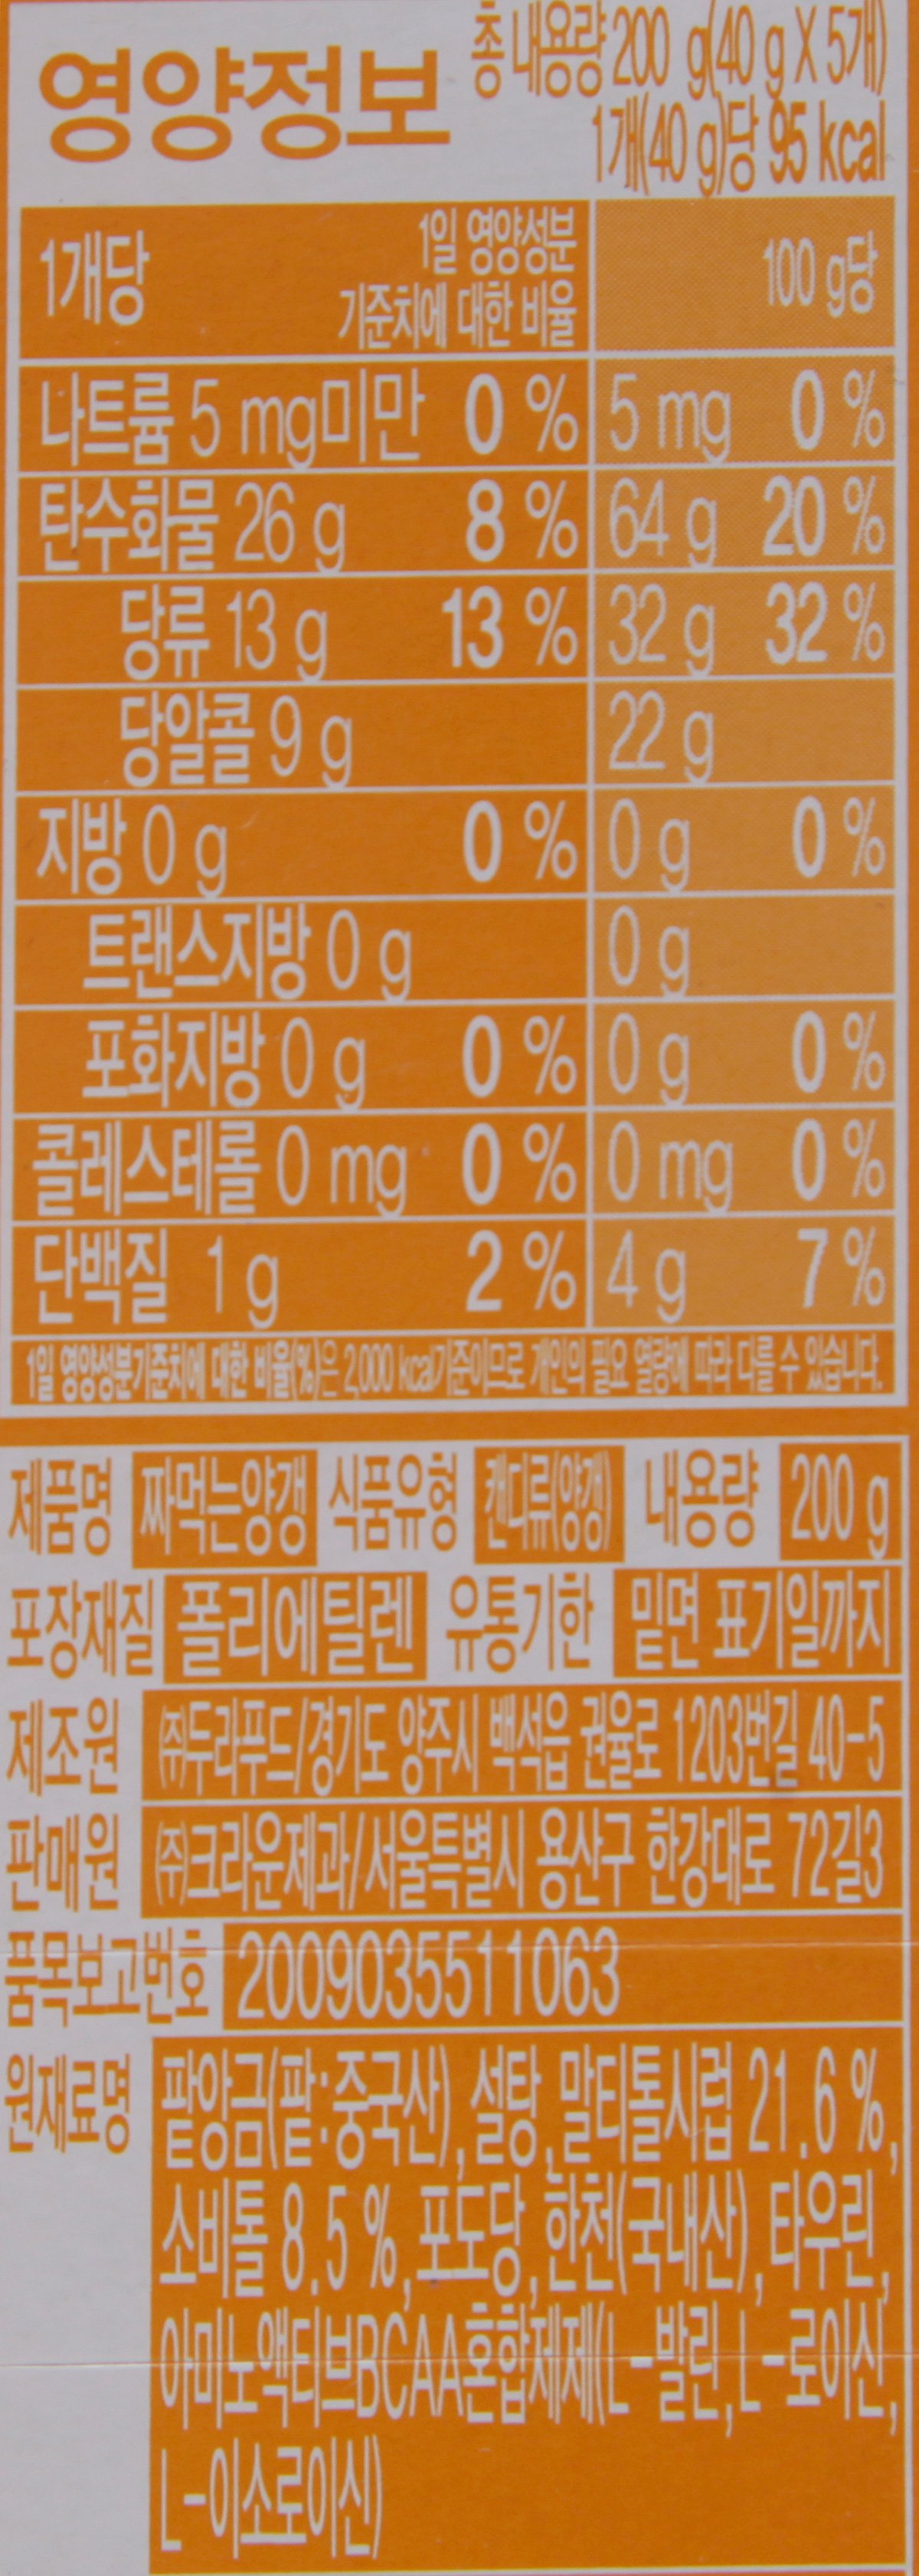 영양정보
총 내용량 200 g(40 g X 5개)
1개(40 g)당 95 kcal
1개당 1일 영양성분 기준치에 대한 비율 100 g당
나트륨 5 mg미만 0 % 5 mg 0 %
탄수화물 26 g 8 % 64 g 20 %
당류 13 g 13 % 32 g 32 %
당알콜 9 g 22 g
지방 0 g 0 % 0 g 0 %
트랜스지방 0 g 0 g
포화지방 0 g 0 % 0 g 0 %
콜레스테롤 0 mg 0 % 0 mg 0 %
단백질 1 g 2 % 4 g 7 %
1일 영양성분기준치에 대한 비율(%)은 2,000 kcal기준이므로 개인의 필요 열량에 따라 다를 수 있습니다.
제품명 짜먹는양갱 식품유형 캔디류(양갱) 내용량 200 g
포장재질 폴리에틸렌 유통기한 밑면 표기일까지
제조원 ㈜두라푸드/경기도 양주시 백석읍 권율로 1203번길 40-5
판매원 ㈜크라운제과/서울특별시 용산구 한강대로 72길3
품목보고번호 2009035511063
원재료명 팥앙금(팥:중국산), 설탕, 말티톨시럽 21.6 %,
소비톨 8.5 %, 포도당, 한천(국내산), 타우린,
아미노액티브BCAA혼합제제(L-발린, L-로이신,
L-이소로이신)